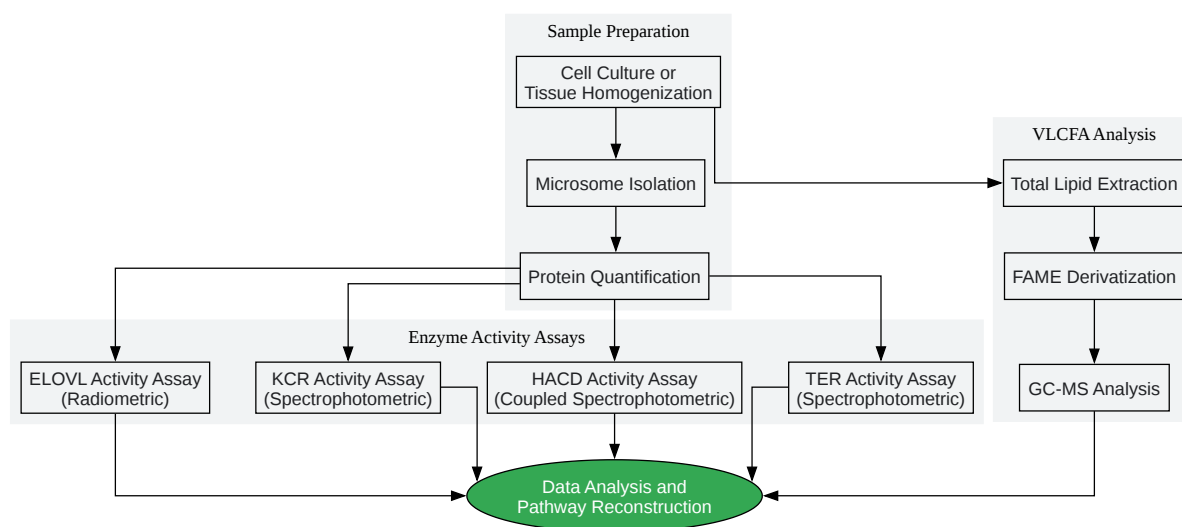 Sample Preparation
Cell Culture or
Tissue Homogenization
Microsome Isolation
Protein Quantification
VLCFA Analysis
Total Lipid Extraction
FAME Derivatization
GC-MS Analysis
Enzyme Activity Assays
ELOVL Activity Assay
(Radiometric)
KCR Activity Assay
(Spectrophotometric)
HACD Activity Assay
(Coupled Spectrophotometric)
TER Activity Assay
(Spectrophotometric)
Data Analysis and
Pathway Reconstruction